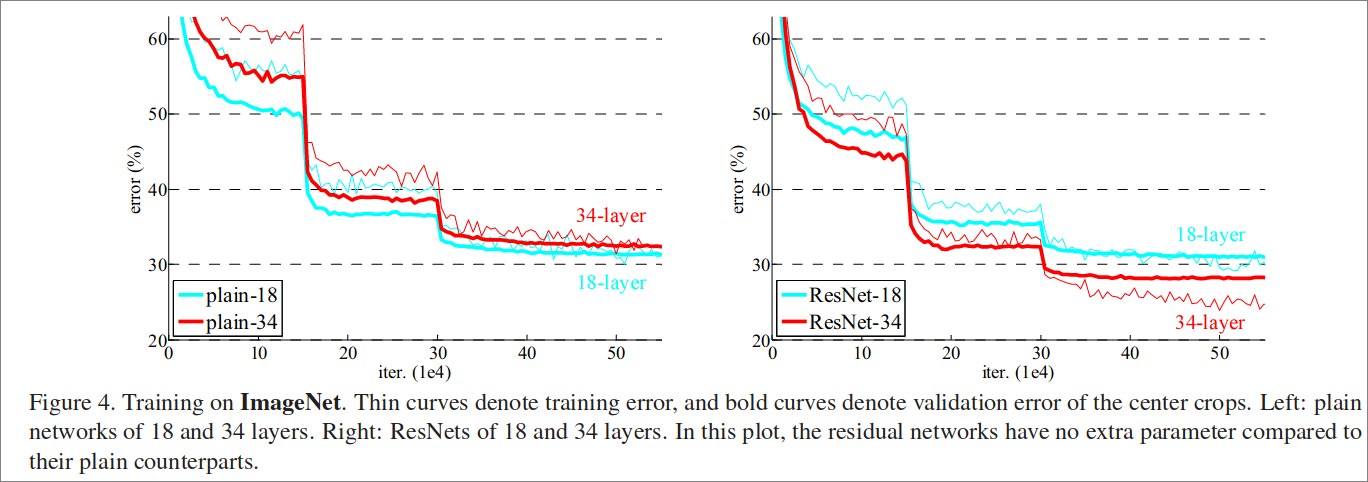 60
50
40
30
20
error (%)
0
10
20
30
40
50
iter. (1e4)
34-layer
18-layer
plain-18
plain-34
60
50
40
30
20
error (%)
0
10
20
30
40
50
iter. (1e4)
18-layer
34-layer
ResNet-18
ResNet-34
Figure 4. Training on ImageNet. Thin curves denote training error, and bold curves denote validation error of the center crops. Left: plain
networks of 18 and 34 layers. Right: ResNets of 18 and 34 layers. In this plot, the residual networks have no extra parameter compared to
their plain counterparts.